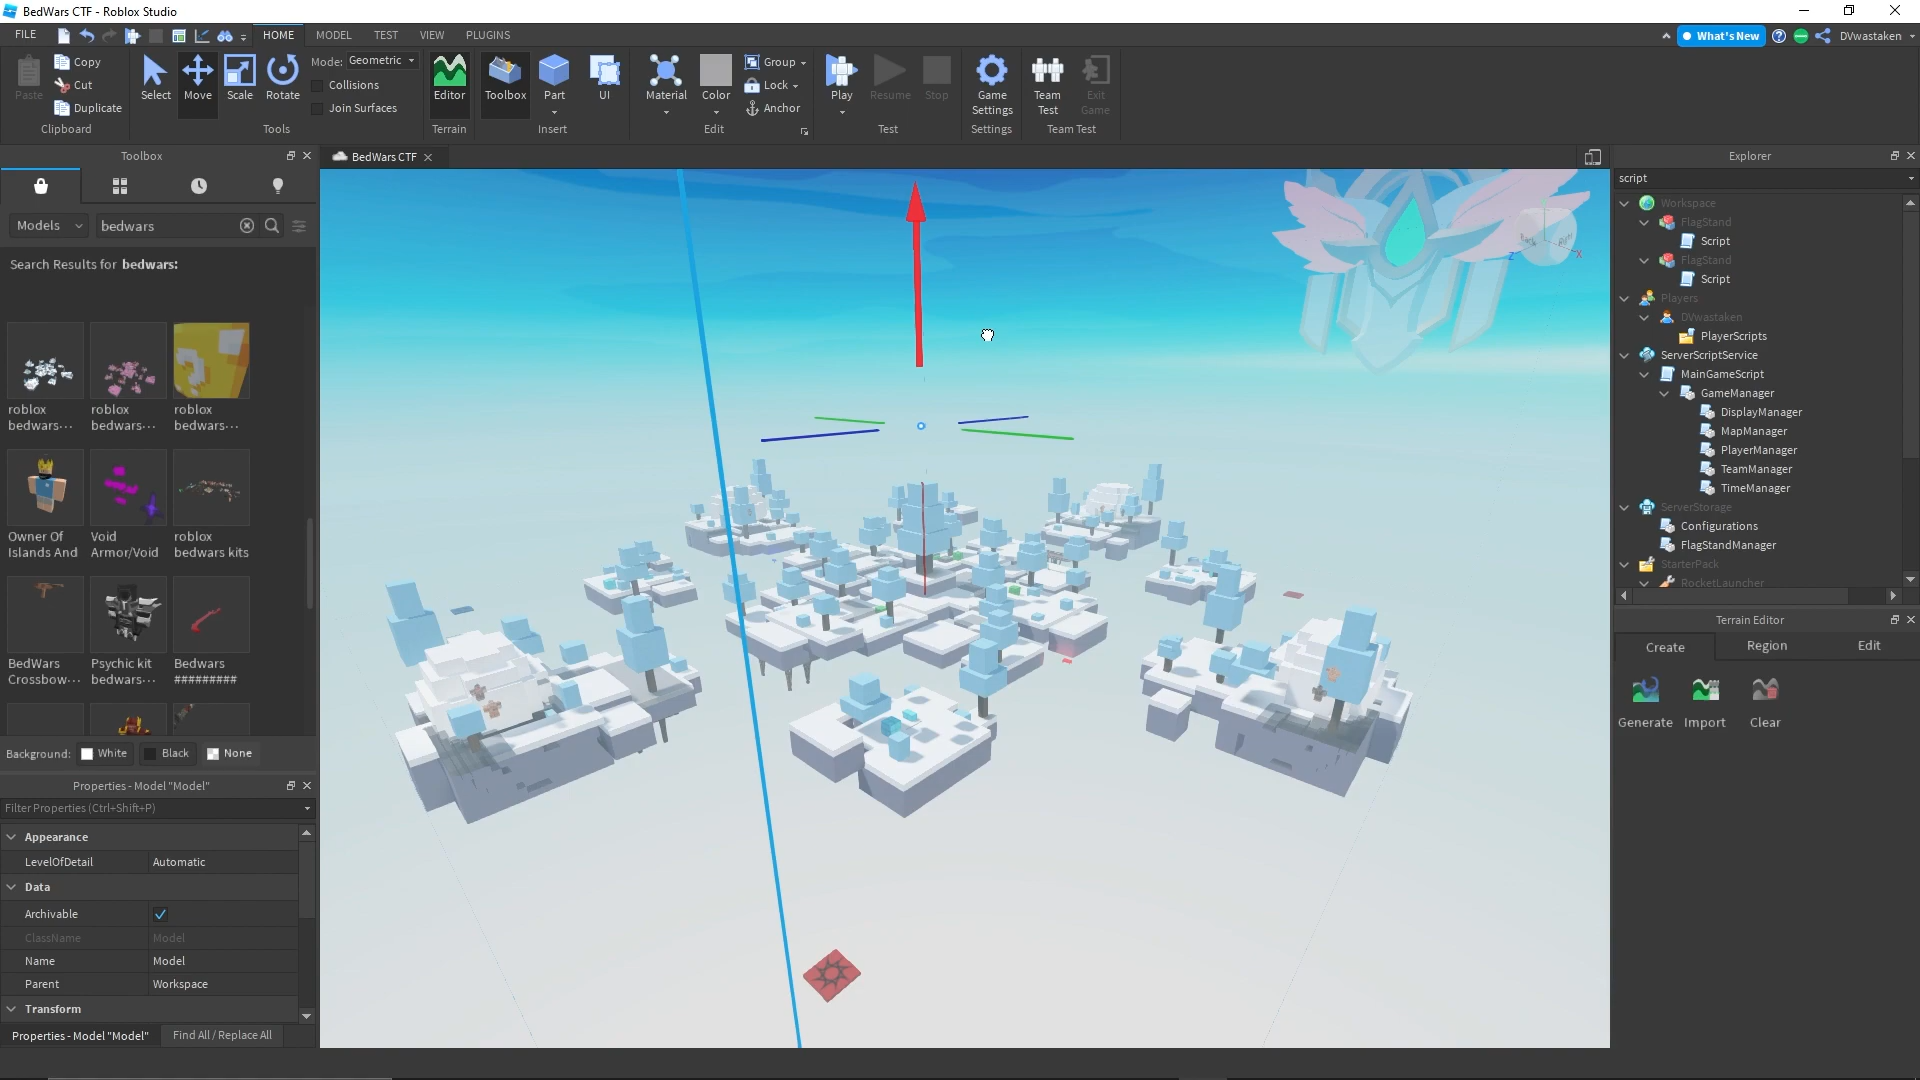 BedWars CTF - Roblox Studio
FILE
HOME
MODEL
TEST
VIEW
PLUGINS
What's New
DVwastaken
Paste
Copy
Cut
Duplicate
Clipboard
Select
Move
Scale
Rotate
Mode: Geometric
Collisions
Join Surfaces
Tools
Editor
Terrain
Toolbox
Part
UI
Insert
Material
Color
Group
Lock
Anchor
Edit
Play
Resume
Stop
Test
Game
Settings
Settings
Team
Test
Exit
Game
Team Test
Toolbox
Models
bedwars
Search Results for bedwars:
roblox
bedwars···
roblox
bedwars···
roblox
bedwars···
Owner Of
Islands And
Void
Armor/Void
roblox
bedwars kits
BedWars
Crossbow···
Psychic kit
bedwars···
Bedwars
#########
Background:
White
Black
None
Properties - Model "Model"
Filter Properties (Ctrl+Shift+P)
Appearance
LevelOfDetail
Automatic
Data
Archivable
ClassName
Model
Name
Model
Parent
Workspace
Transform
Properties - Model "Model"
Find All / Replace All
BedWars CTF
Z
X
Explorer
script
Workspace
FlagStand
Script
FlagStand
Script
Players
DVwastaken
PlayerScripts
ServerScriptService
MainGameScript
GameManager
DisplayManager
MapManager
PlayerManager
TeamManager
TimeManager
ServerStorage
Configurations
FlagStandManager
StarterPack
RocketLauncher
Terrain Editor
Create
Region
Edit
Generate
Import
Clear